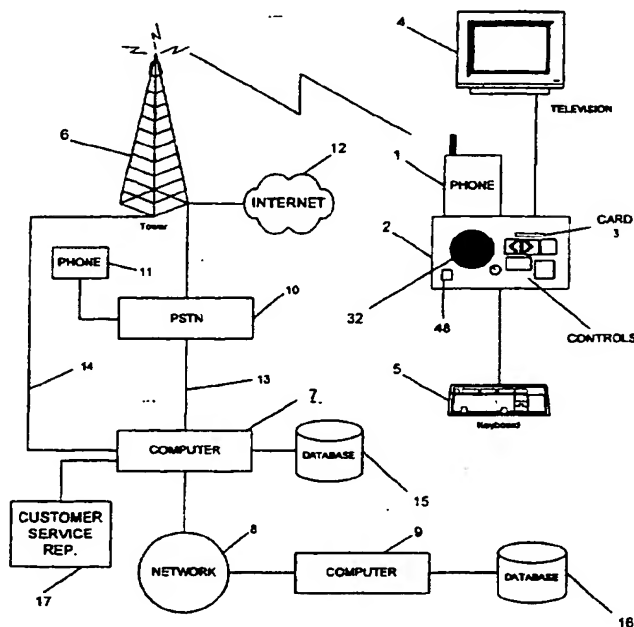 4
TELEVISION
6
12
1
PHONE
INTERNET
Tower
2
CARD
3
PHONE
11
10
PSTN
32
48
CONTROLS
14
13
5
Keyboard
7
COMPUTER
DATABASE
15
CUSTOMER
SERVICE
REP.
17
8
NETWORK
9
COMPUTER
DATABASE
16